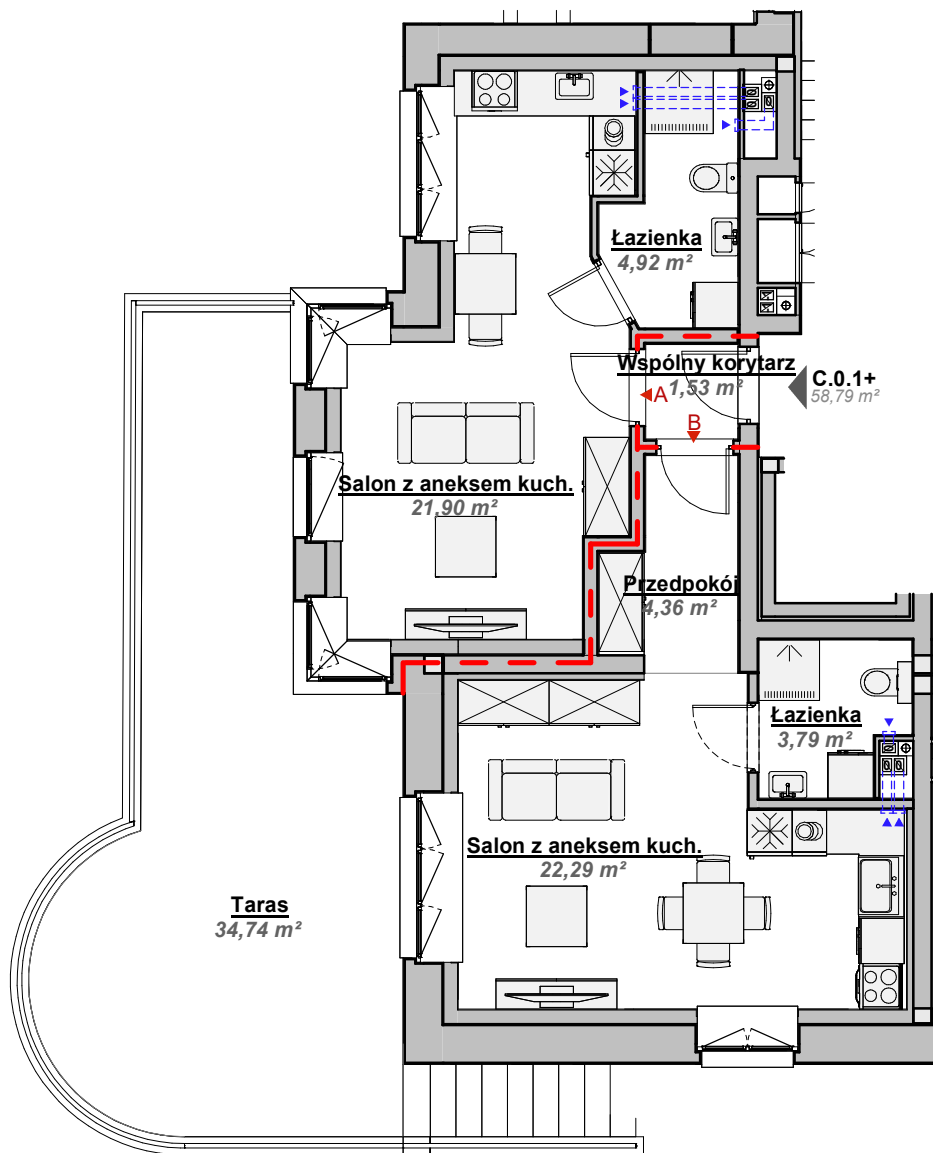 Łazienka
4,92 m²
Wspólny korytarz
1,53 m²
A
B
C.0.1+
58,79 m²
Salon z aneksem kuch.
21,90 m²
Przedpokój
4,36 m²
Łazienka
3,79 m²
Salon z aneksem kuch.
22,29 m²
Taras
34,74 m²